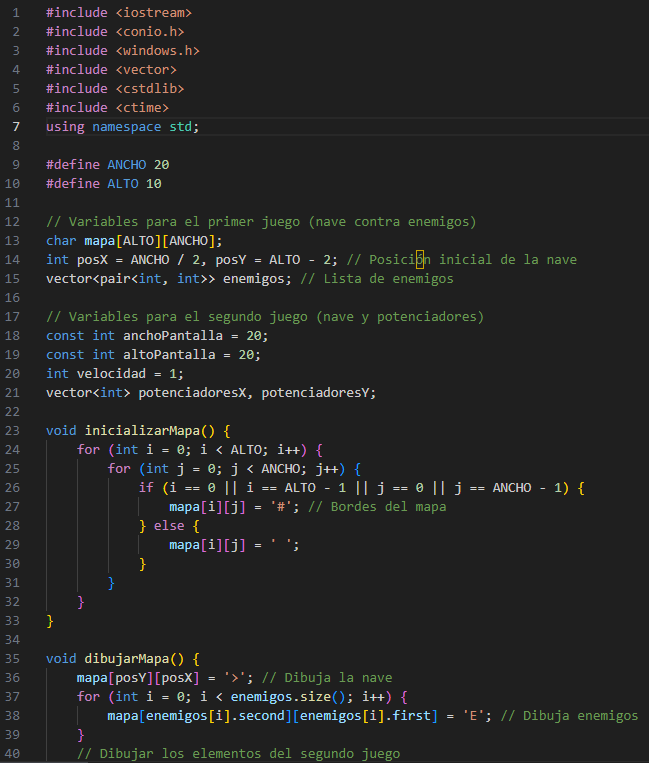 1 #include <iostream>
2 #include <conio.h>
3 #include <windows.h>
4 #include <vector>
5 #include <cstdlib>
6 #include <ctime>
7 using namespace std;
8
9 #define ANCHO 20
10 #define ALTO 10
11
12 // Variables para el primer juego (nave contra enemigos)
13 char mapa[ALTO][ANCHO];
14 int posX = ANCHO / 2, posY = ALTO - 2; // Posición inicial de la nave
15 vector<pair<int, int>> enemigos; // Lista de enemigos
16
17 // Variables para el segundo juego (nave y potenciadores)
18 const int anchoPantalla = 20;
19 const int altoPantalla = 20;
20 int velocidad = 1;
21 vector<int> potenciadoresX, potenciadoresY;
22
23 void inicializarMapa() {
24     for (int i = 0; i < ALTO; i++) {
25         for (int j = 0; j < ANCHO; j++) {
26             if (i == 0 || i == ALTO - 1 || j == 0 || j == ANCHO - 1) {
27                 mapa[i][j] = '#'; // Bordes del mapa
28             } else {
29                 mapa[i][j] = ' ';
30             }
31         }
32     }
33 }
34
35 void dibujarMapa() {
36     mapa[posY][posX] = '>'; // Dibuja la nave
37     for (int i = 0; i < enemigos.size(); i++) {
38         mapa[enemigos[i].second][enemigos[i].first] = 'E'; // Dibuja enemigos
39     }
40     // Dibujar los elementos del segundo juego